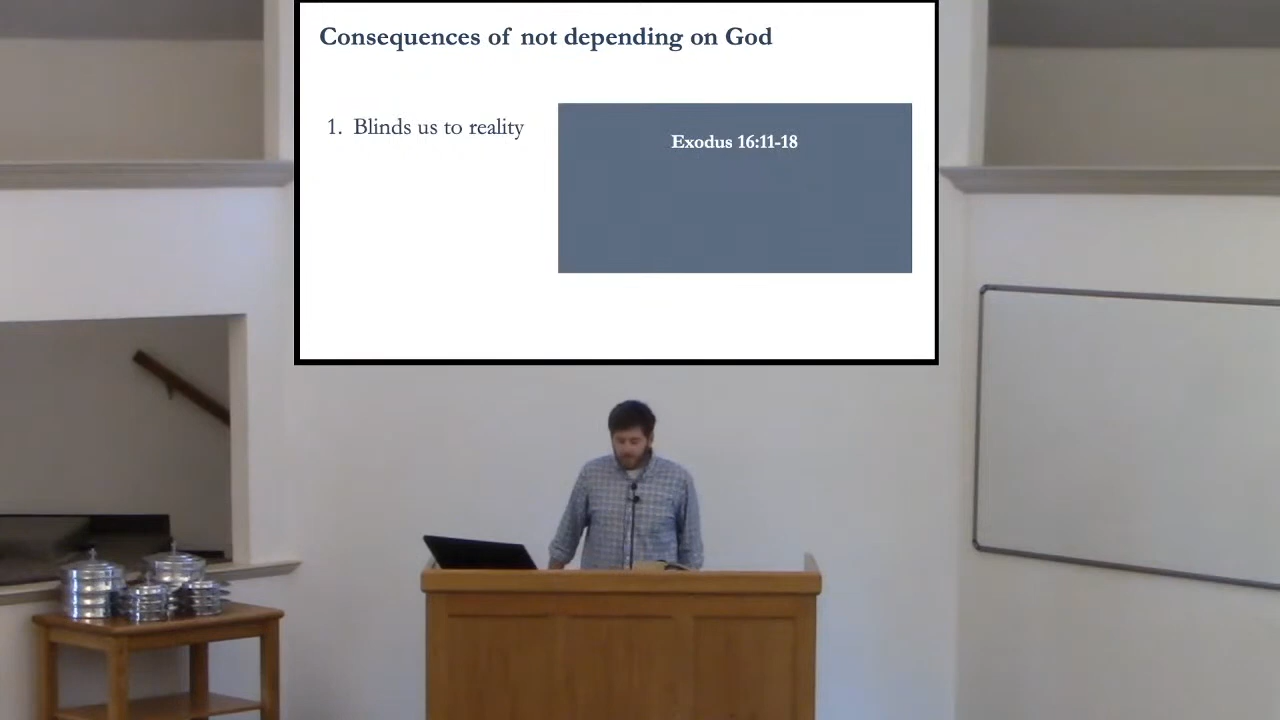 Consequences of not depending on God
1. Blinds us to reality
Exodus 16:11-18